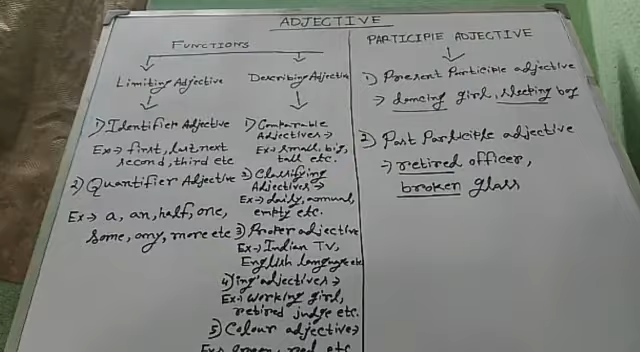 ADJECTIVE
FUNCTIONS
Limiting Adjective
1) Identifier Adjective
Ex→ first, last, next
second, third etc
2) Quantifier Adjective
Ex→ a, an, half, one,
some, any, more etc
Describing Adjective
1) Comparable
Adjectives→
Ex→ small, big,
tall etc.
2) Classifying
Adjectives→
Ex→ daily, annual,
empty etc.
3) Proper adjective
Ex→ Indian TV,
English language etc
4) 'ing' adjectives→
Ex→ working girl,
retired judge etc.
5) Colour adjective→
Ex→ green, red etc
PARTICIPLE ADJECTIVE
1) Present Participle adjective
→ dancing girl, sleeping boy
2) Past Participle adjective
→ retired officer,
broken glass